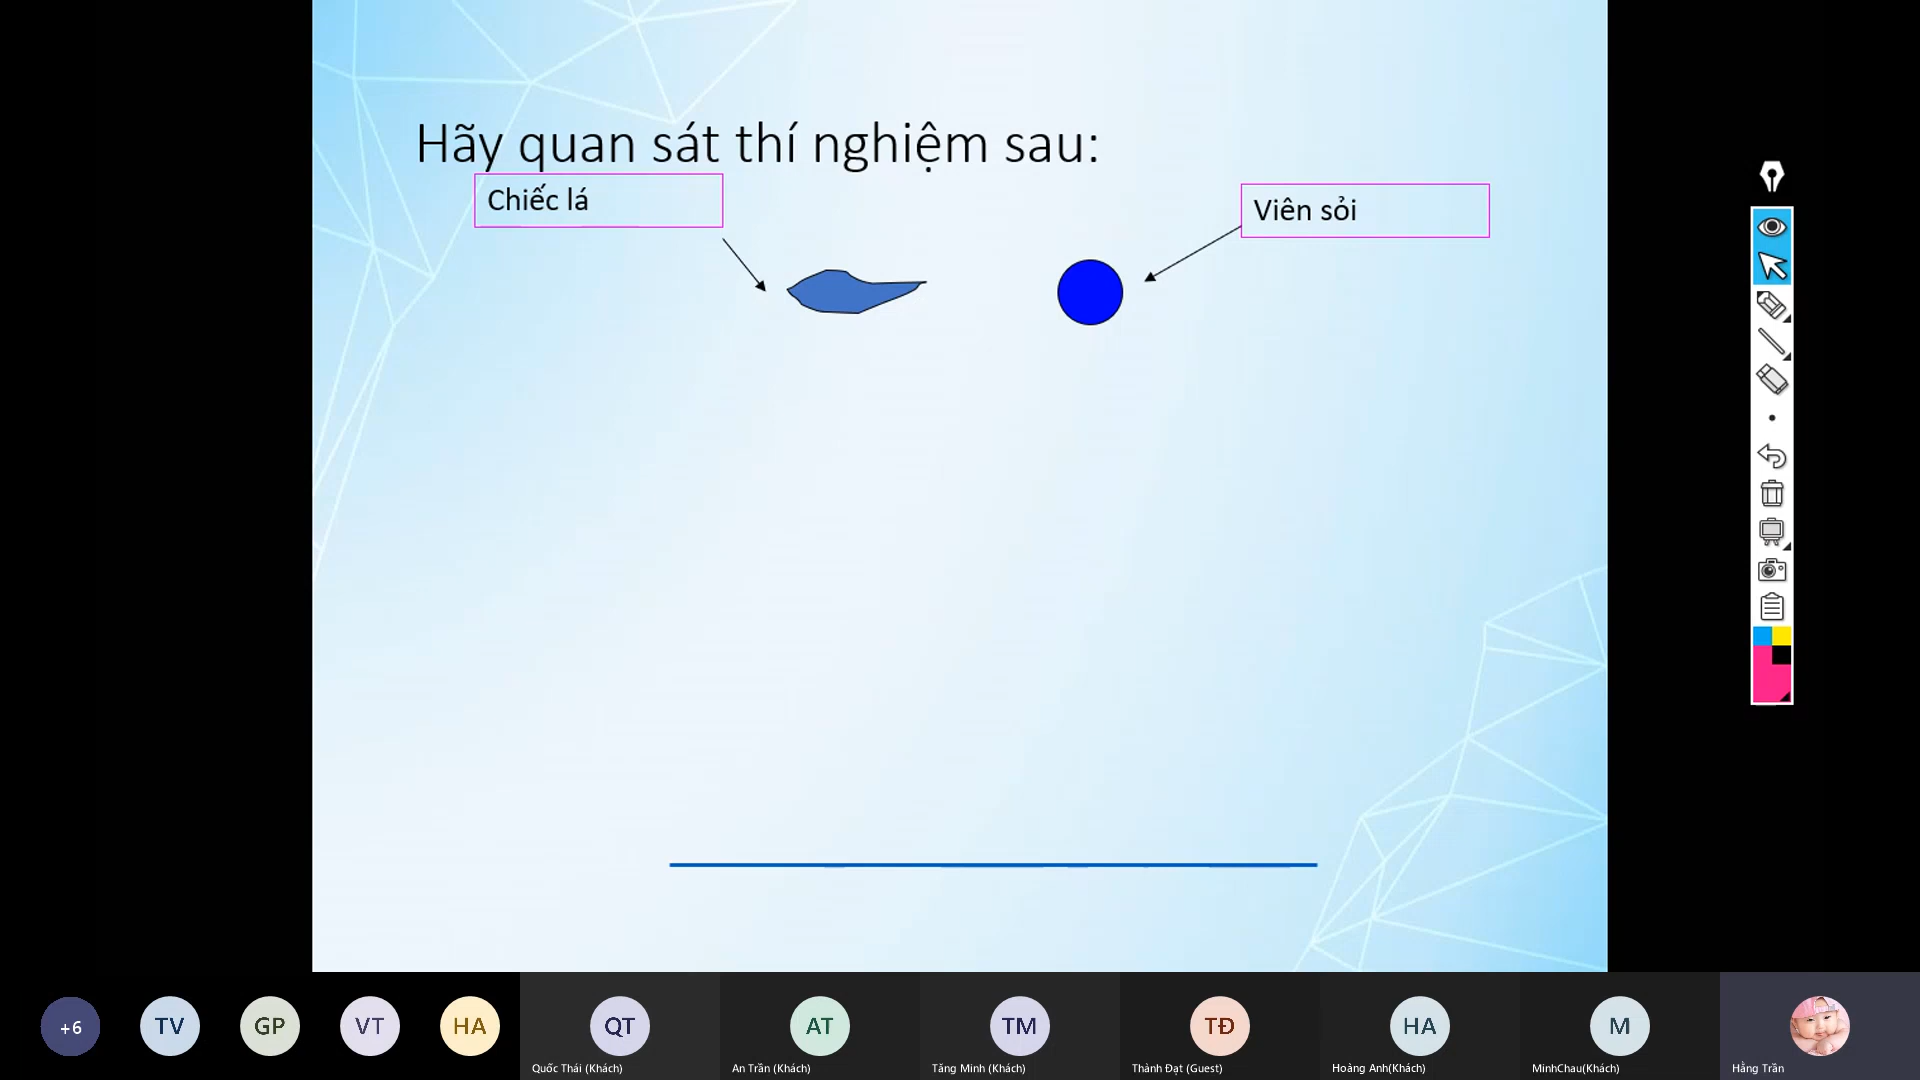 Hãy quan sát thí nghiệm sau:
Chiếc lá
Viên sỏi
+6
TV
GP
VT
HA
QT
AT
TM
TĐ
HA
M
Quốc Thái (Khách)
An Trần (Khách)
Tăng Minh (Khách)
Thành Đạt (Guest)
Hoàng Anh(Khách)
MinhChau(Khách)
Hằng Trần